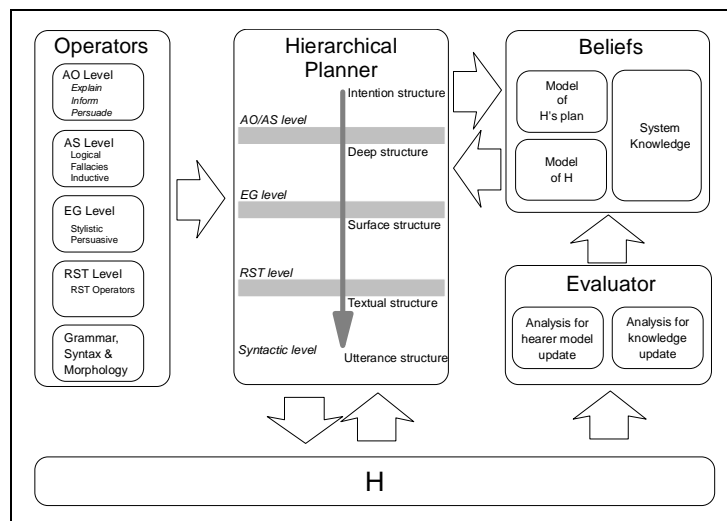 Operators
AO Level
Explain
Inform
Persuade
AS Level
Logical
Fallacies
Inductive
EG Level
Stylistic
Persuasive
RST Level
RST Operators
Grammar,
Syntax &
Morphology
Hierarchical
Planner
Intention structure
AO/AS level
Deep structure
EG level
Surface structure
RST level
Textual structure
Syntactic level
Utterance structure
Beliefs
Model
of
H's plan
Model
of H
System
Knowledge
Evaluator
Analysis for
hearer model
update
Analysis for
knowledge
update
H